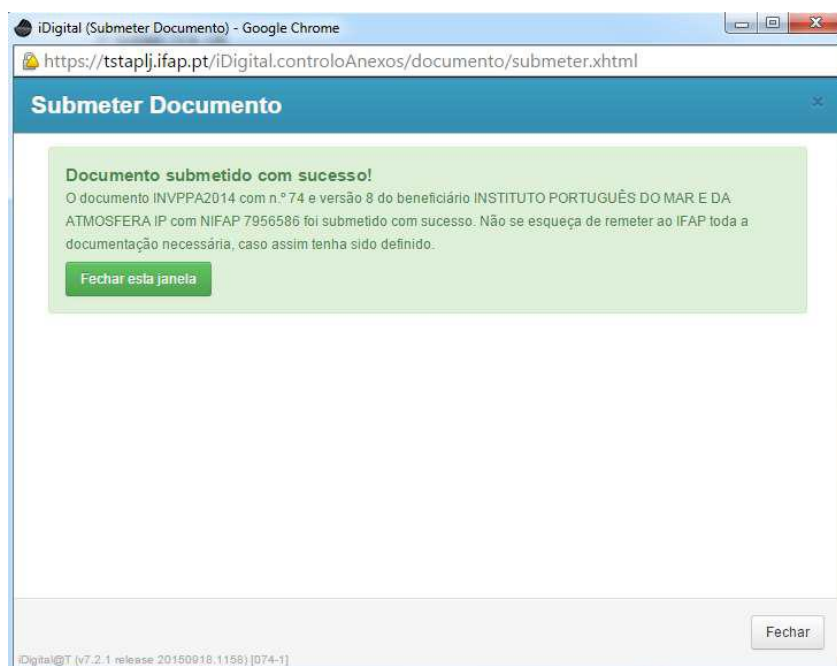 iDigital (Submeter Documento) - Google Chrome
https://tstaplj.ifap.pt/iDigital.controloAnexos/documento/submeter.xhtml
Submeter Documento
Documento submetido com sucesso!
O documento INVPPA2014 com n.º 74 e versão 8 do beneficiário INSTITUTO PORTUGUÊS DO MAR E DA
ATMOSFERA IP com NIFAP 7956586 foi submetido com sucesso. Não se esqueça de remeter ao IFAP toda a
documentação necessária, caso assim tenha sido definido.
Fechar esta janela
Fechar
iDigital@T (v7.2.1 release 20150918.1158) [074-1]